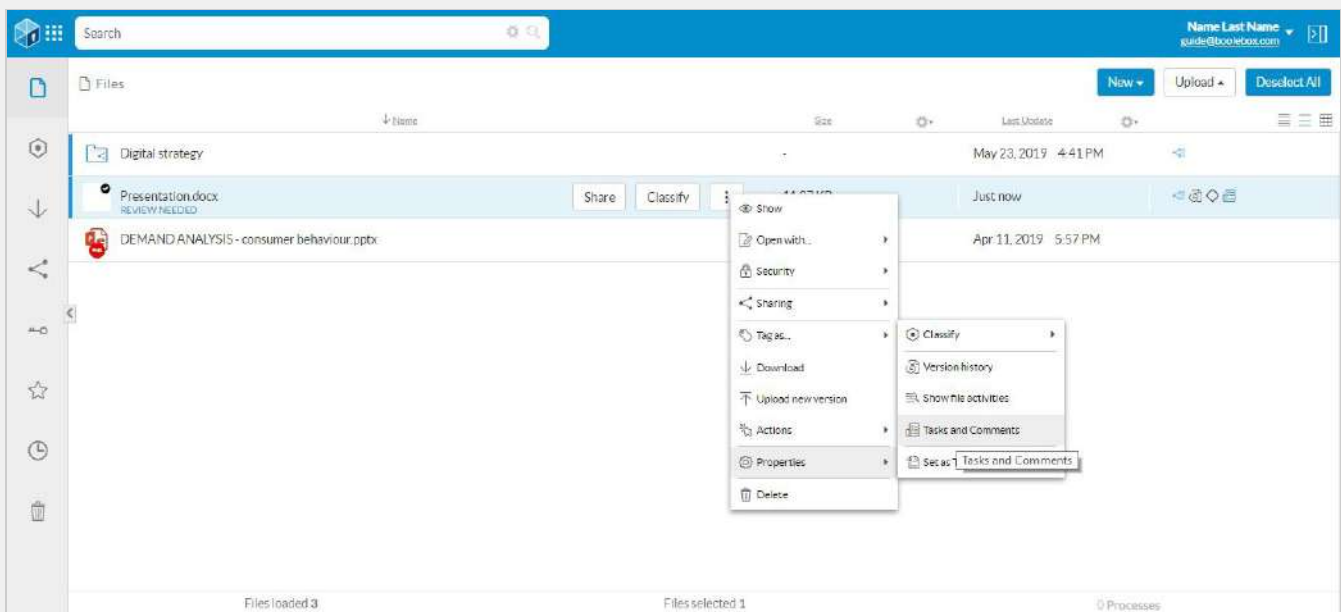 Search
Name Last Name
guide@boolebox.com
Files
New
Upload
Deselect All
Name
Size
Last Update
Digital strategy
-
May 23, 2019 4:41 PM
Presentation.docx
REVIEW NEEDED
Share
Classify
Just now
DEMAND ANALYSIS - consumer behaviour.pptx
Apr 11, 2019 5:57 PM
Show
Open with...
Security
Sharing
Tag as...
Download
Upload new version
Actions
Properties
Delete
Classify
Version history
Show file activities
Tasks and Comments
Set as
Tasks and Comments
Files loaded 3
Files selected 1
0 Processes